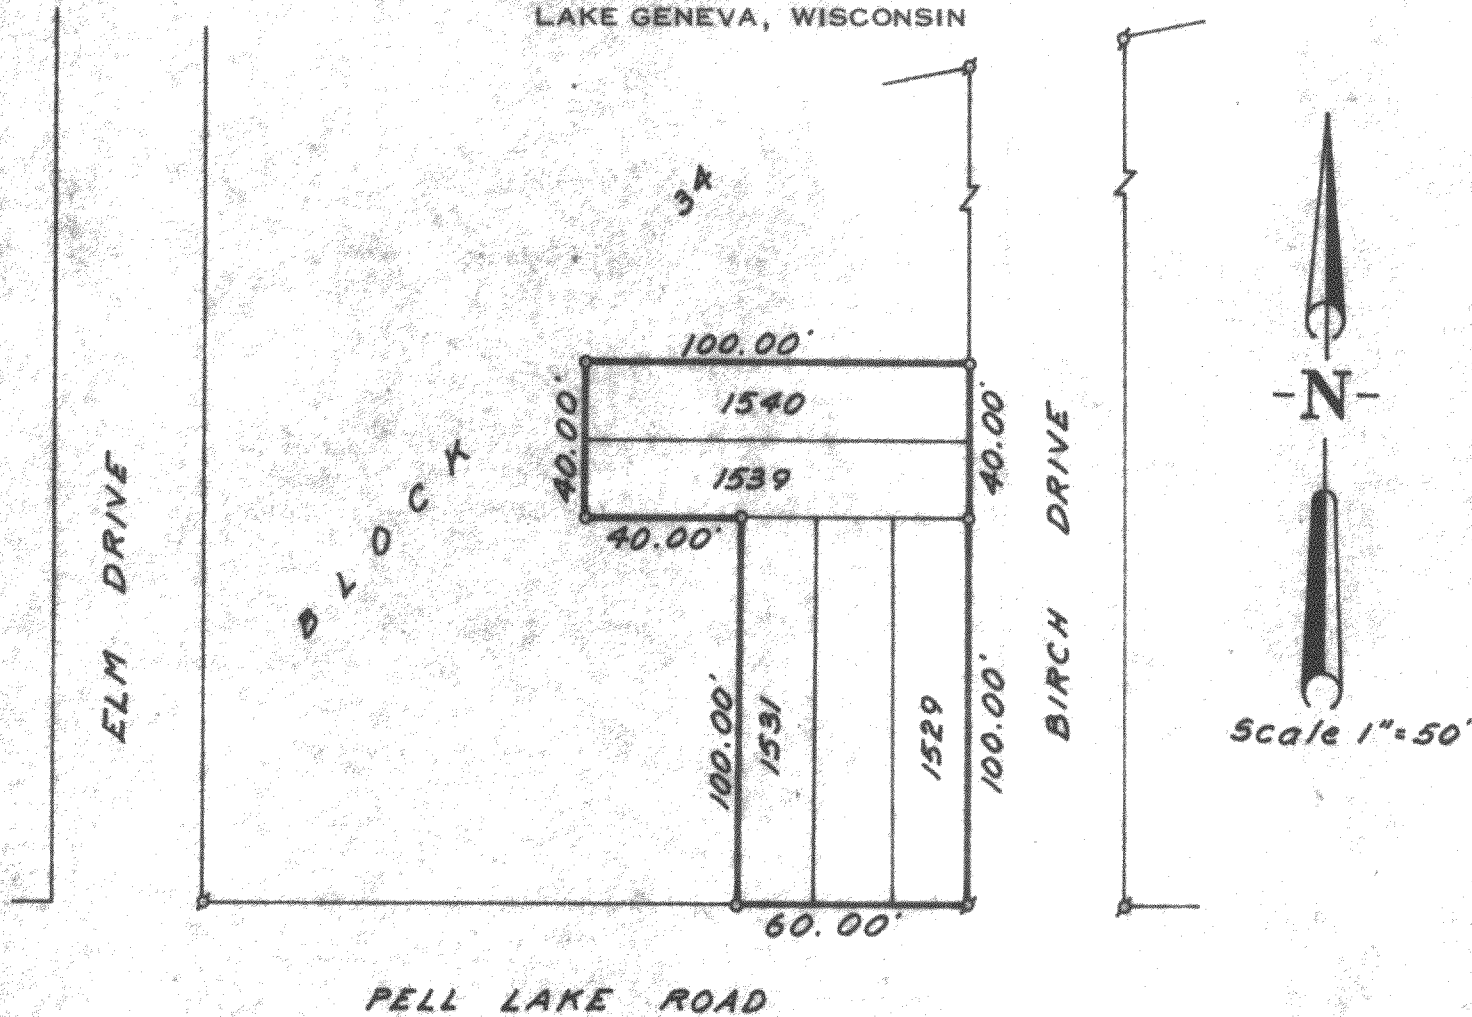 LAKE GENEVA, WISCONSIN
34
BLOCK
100.00'
1540
40.00'
40.00'
1539
40.00'
100.00'
1531
1529
100.00'
60.00'
ELM DRIVE
BIRCH DRIVE
PELL LAKE ROAD
-N-
Scale 1"=50'